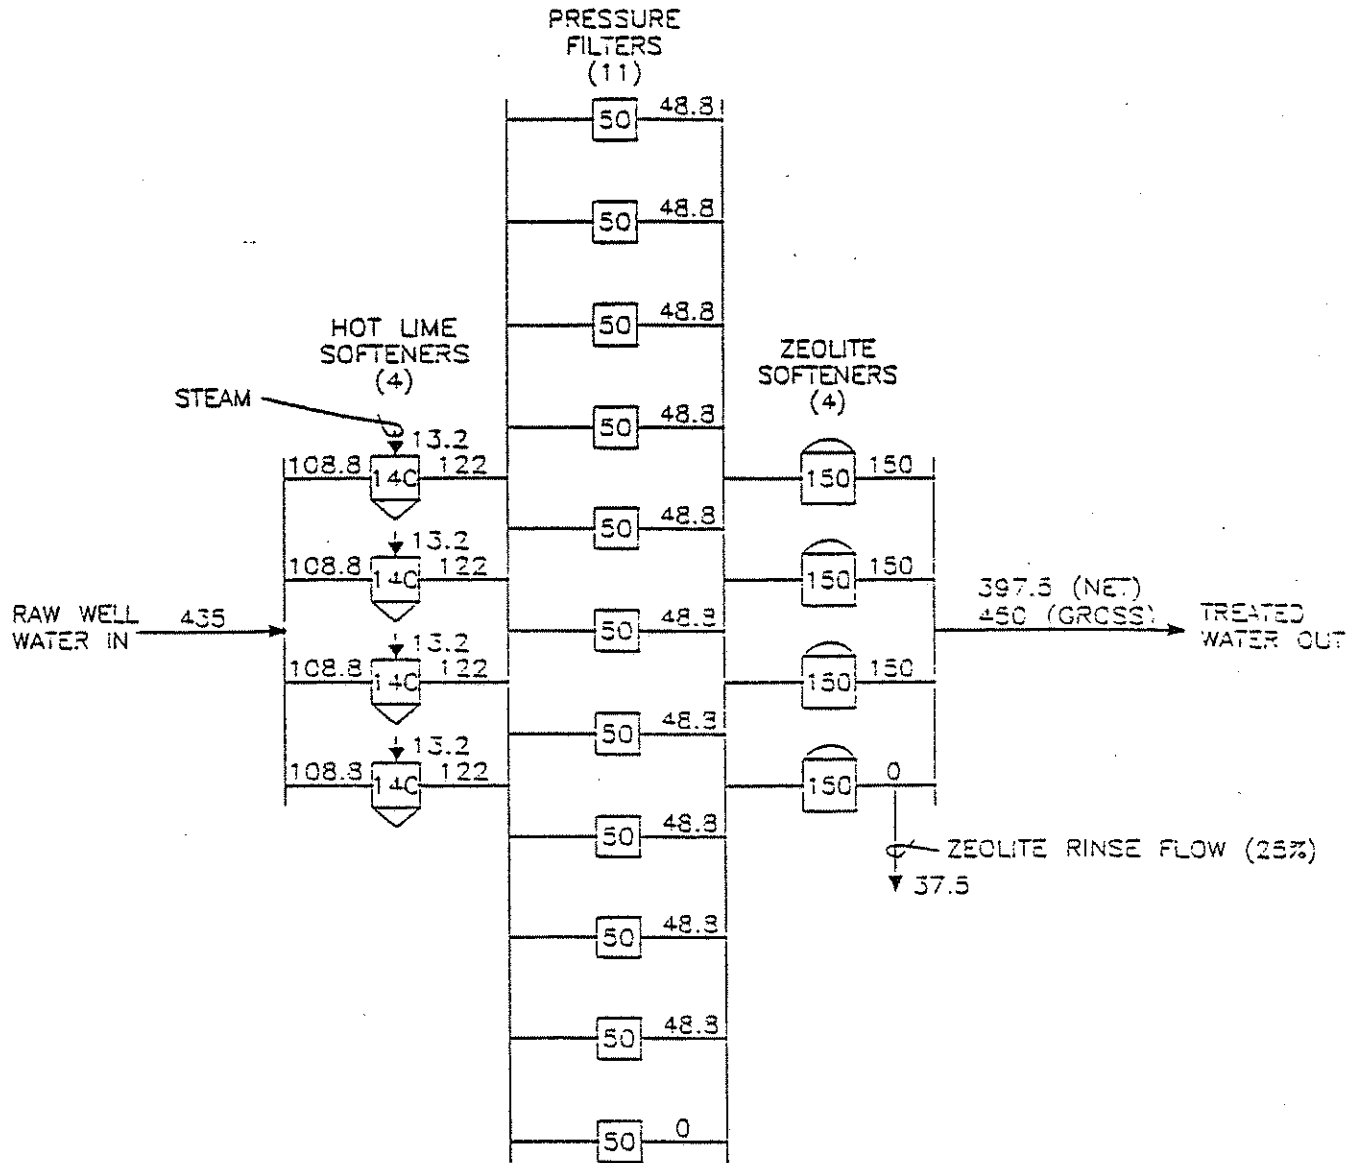 PRESSURE
FILTERS
(11)
50 48.8
50 48.8
50 48.8
HOT LIME
SOFTENERS
(4)
ZEOLITE
SOFTENERS
(4)
STEAM
50 48.8
13.2
108.8 140 122
150 150
50 48.8
13.2
108.8 140 122
150 150
RAW WELL
WATER IN
435
50 48.8
397.5 (NET)
450 (GROSS)
TREATED
WATER OUT
13.2
108.8 140 122
150 150
50 48.8
13.2
108.8 140 122
150 0
50 48.8
ZEOLITE RINSE FLOW (25%)
37.5
50 48.8
50 48.8
50 0